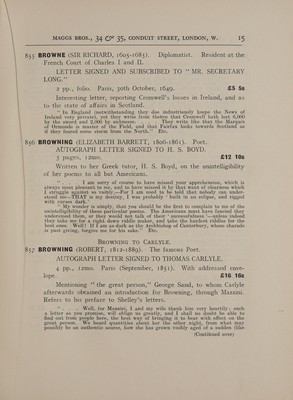 MAGGS BROS., 34 & 35, CONDUIT STREET, LONDON, W. 15
855 BROWNE (SIR RICHARD, 1605-1683). Diplomatist. Resident at the
French Court of Charles I and II.
LETTER SIGNED AND SUBSCRIBED TO "MR. SECRETARY
LONG."
2 pp., folio. Paris, 30th October, 1649. £5 5s
Interesting letter, reporting Cromwell's losses in Ireland, and as
to the state of affairs in Scotland.
" In England (notwithstanding they industriously keepe the News of
Ireland very private), yet they write from thence that Cromwell hath lost 6,000
by the sword and 2,000 by sicknesse. . . . They write like that the Marquis
of Ormonde is master of the Field, and that Fairfax looks towards Scotland as
if they feared some storm from the North." Etc.
856 BROWNING (ELIZABETH BARRETT, 1806-1861). Poet.
AUTOGRAPH LETTER SIGNED TO H. S. BOYD.
3 pages, 12mo. £12 10s
Written to her Greek tutor, H. S. Boyd, on the unintelligibility
of her poems to all but Americans.
" . . . I am sorry of course to have missed your apprehension, which is
always most pleasant to me, and to have missed it by that want of clearness which
I struggle against so vainly:—For I am used to be told that nobody can under-
stand me—THAT is my destiny, I was probably ' built in an eclipse, and rigged
with curses dark.'
" My wonder is simply, that you should be the first to complain to me of the
unintelligibility of these particular poems. The Americans must have fancied they
understood them, or they would not talk of their ' secureness '—unless indeed
they take me for a right down riddle maker, and take the hardest riddles for the
best ones. Well! If I am as dark as the Archbishop of Canterbury, whose charade
is past giving, forgive me for his sake." Etc.
BROWNING TO CARLYLE.
857 BROWNING (ROBERT, 1812-1889). The famous Poet.
AUTOGRAPH LETTER SIGNED TO THOMAS CARLYLE.
4 pp., 12mo. Paris (September, 1851). With addressed enve-
lope. £16 16s
Mentioning "the great person," George Sand, to whom Carlyle
afterwards obtained an introduction for Browning, through Mazzini.
Refers to his preface to Shelley's letters.
" . . . Well, for Mazzini, I and my wife thank him very heartily: such
a letter as you promise, will oblige us greatly, and I shall no doubt be able to
find out from people here, the best way of bringing it to bear with effect on the
great person. We heard quantities about her the other night, from what may
possibly be an authentic source, how she has grown visibly aged of a sudden (like
(Continued over)